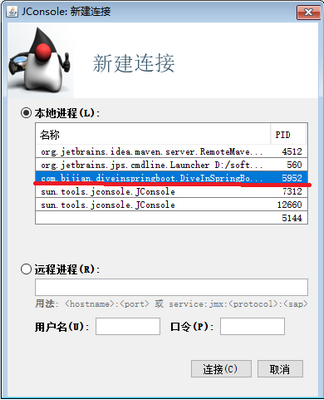 JConsole: 新建连接
新建连接
本地进程(L):
名称 PID
org.jetbrains.idea.maven.server.RemoteMave... 4512
org.jetbrains.jps.cmdline.Launcher D:/soft... 560
com.bijian.diveinspringboot.DiveInSpringBo... 5952
sun.tools.jconsole.JConsole 7312
sun.tools.jconsole.JConsole 12660
5144
远程进程(R):
用法: <hostname>:<port> 或 service:jmx:<protocol>:<sap>
用户名(U): 口令(P):
连接(C) 取消